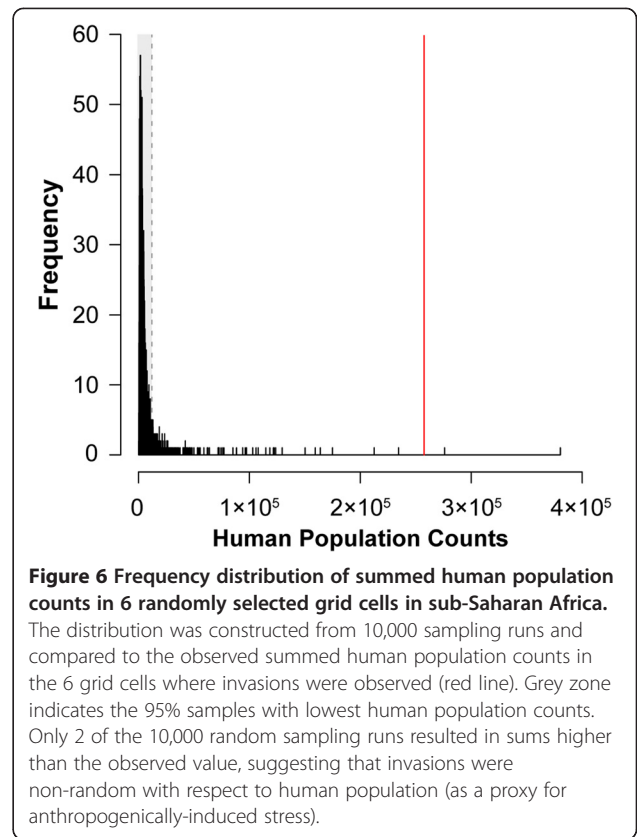 60
50
40
30
20
10
0
Frequency
0
1×10⁵
2×10⁵
3×10⁵
4×10⁵
Human Population Counts
Figure 6 Frequency distribution of summed human population
counts in 6 randomly selected grid cells in sub-Saharan Africa.
The distribution was constructed from 10,000 sampling runs and
compared to the observed summed human population counts in
the 6 grid cells where invasions were observed (red line). Grey zone
indicates the 95% samples with lowest human population counts.
Only 2 of the 10,000 random sampling runs resulted in sums higher
than the observed value, suggesting that invasions were
non-random with respect to human population (as a proxy for
anthropogenically-induced stress).